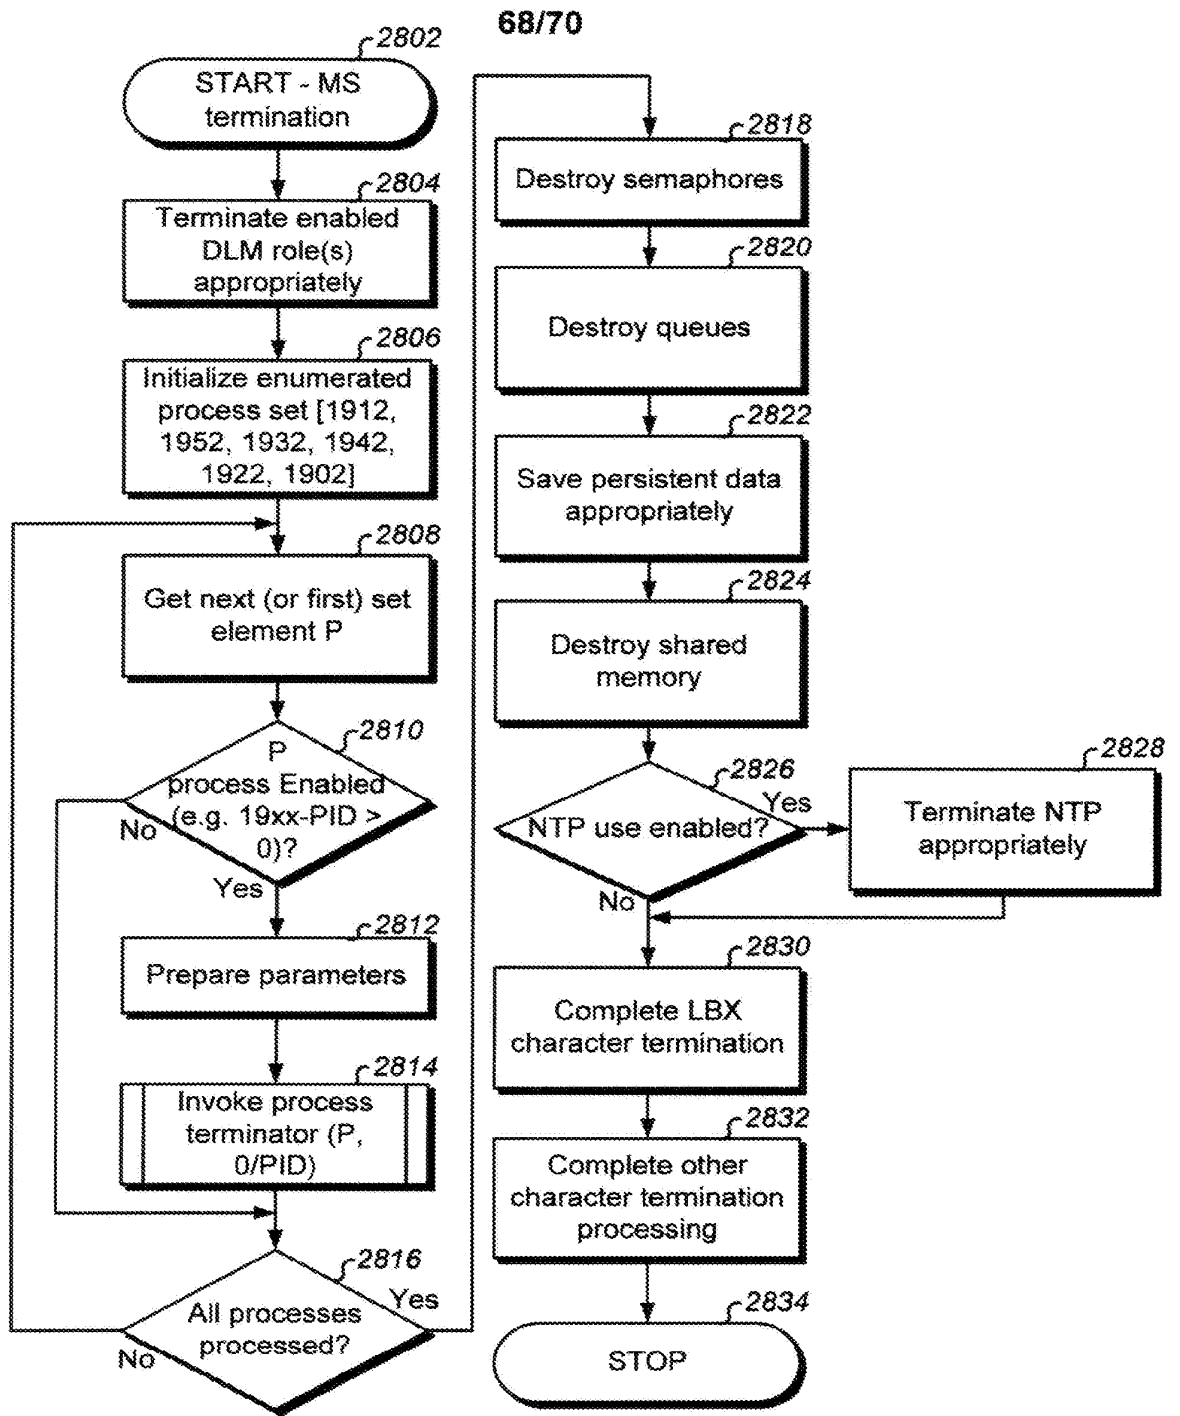 68/70
2802
START - MS
termination
2804
Terminate enabled
DLM role(s)
appropriately
2806
Initialize enumerated
process set [1912,
1952, 1932, 1942,
1922, 1902]
2808
Get next (or first) set
element P
2810
P
process Enabled
(e.g. 19xx-PID >
0)?
No
Yes
2812
Prepare parameters
2814
Invoke process
terminator (P,
0/PID)
2816
All processes
processed?
Yes
No
2818
Destroy semaphores
2820
Destroy queues
2822
Save persistent data
appropriately
2824
Destroy shared
memory
2826
NTP use enabled?
Yes
No
2828
Terminate NTP
appropriately
2830
Complete LBX
character termination
2832
Complete other
character termination
processing
2834
STOP